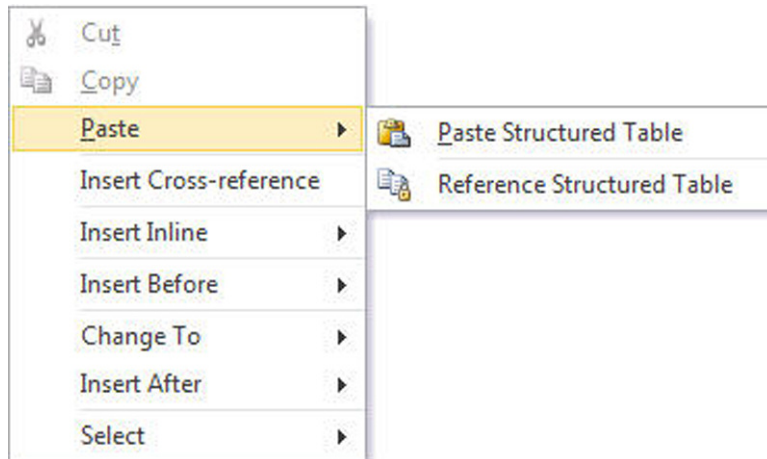 Cut
Copy
Paste
Paste Structured Table
Reference Structured Table
Insert Cross-reference
Insert Inline
Insert Before
Change To
Insert After
Select